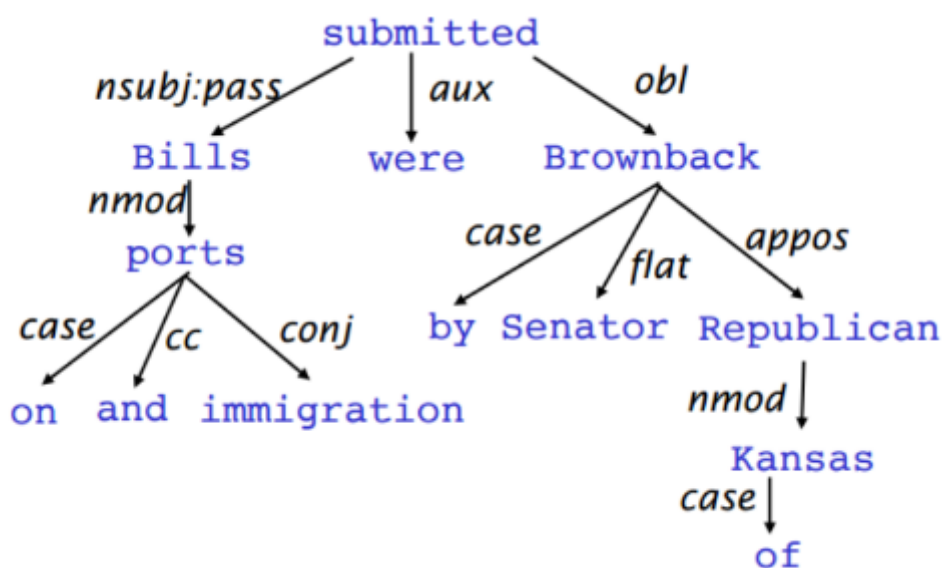 submitted
nsubj:pass aux obl
Bills were Brownback
nmod case flat appos
ports
case cc conj by Senator Republican
on and immigration nmod
Kansas
case
of